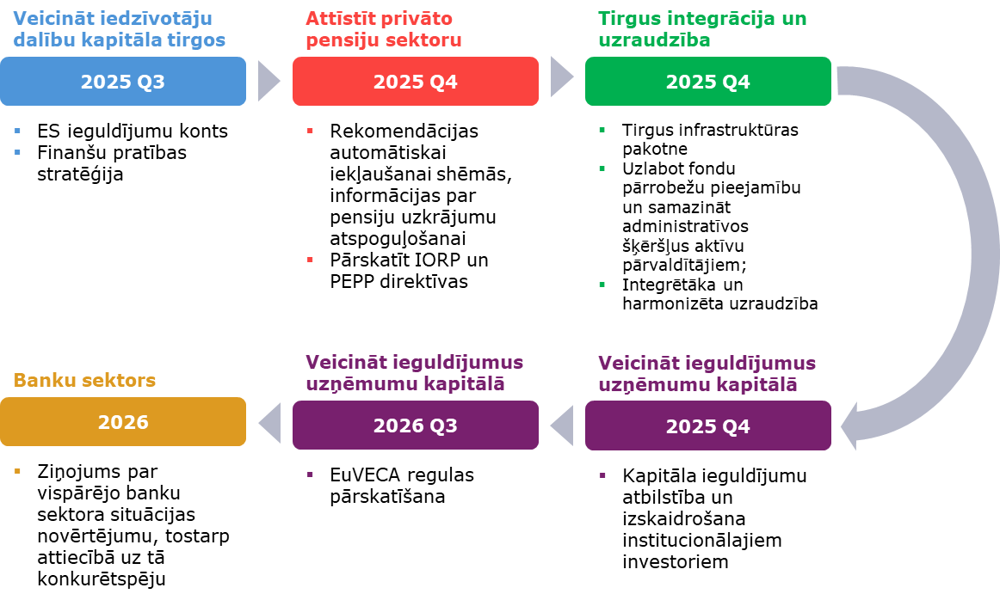 Veicināt iedzīvotāju
dalību kapitāla tirgos
2025 Q3
▪ ES ieguldījumu konts
▪ Finanšu pratības
stratēģija
Attīstīt privāto
pensiju sektoru
2025 Q4
▪ Rekomendācijas
automātiskai
iekļaušanai shēmās,
informācijas par
pensiju uzkrājumu
atspoguļošanai
▪ Pārskatīt IORP un
PEPP direktīvas
Tirgus integrācija un
uzraudzība
2025 Q4
▪ Tirgus infrastruktūras
pakotne
▪ Uzlabot fondu
pārrobežu pieejamību
un samazināt
administratīvos
šķēršļus aktīvu
pārvaldītājiem;
▪ Integrētāka un
harmonizēta uzraudzība
Veicināt ieguldījumus
uzņēmumu kapitālā
2025 Q4
▪ Kapitāla ieguldījumu
atbilstība un
izskaidrošana
institucionālajiem
investoriem
Veicināt ieguldījumus
uzņēmumu kapitālā
2026 Q3
▪ EuVECA regulas
pārskatīšana
Banku sektors
2026
▪ Ziņojums par
vispārējo banku
sektora situācijas
novērtējumu, tostarp
attiecībā uz tā
konkurētspēju